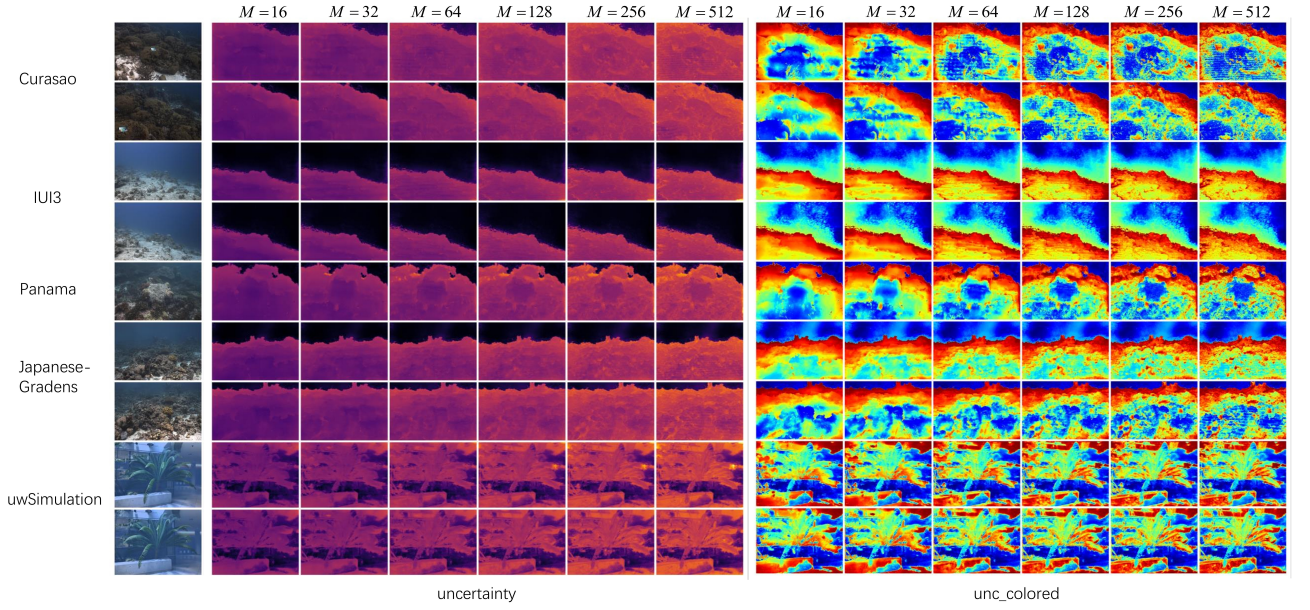 M = 16 M = 32 M = 64 M = 128 M = 256 M = 512 M = 16 M = 32 M = 64 M = 128 M = 256 M = 512
Curasao
IUI3
Panama
Japanese-
Gradens
uwSimulation
uncertainty unc_colored